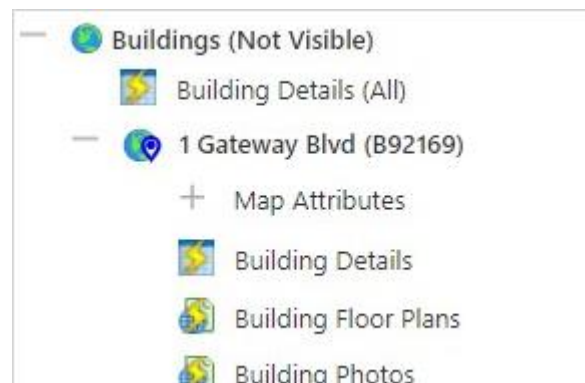 Buildings (Not Visible)
Building Details (All)
1 Gateway Blvd (B92169)
Map Attributes
Building Details
Building Floor Plans
Building Photos